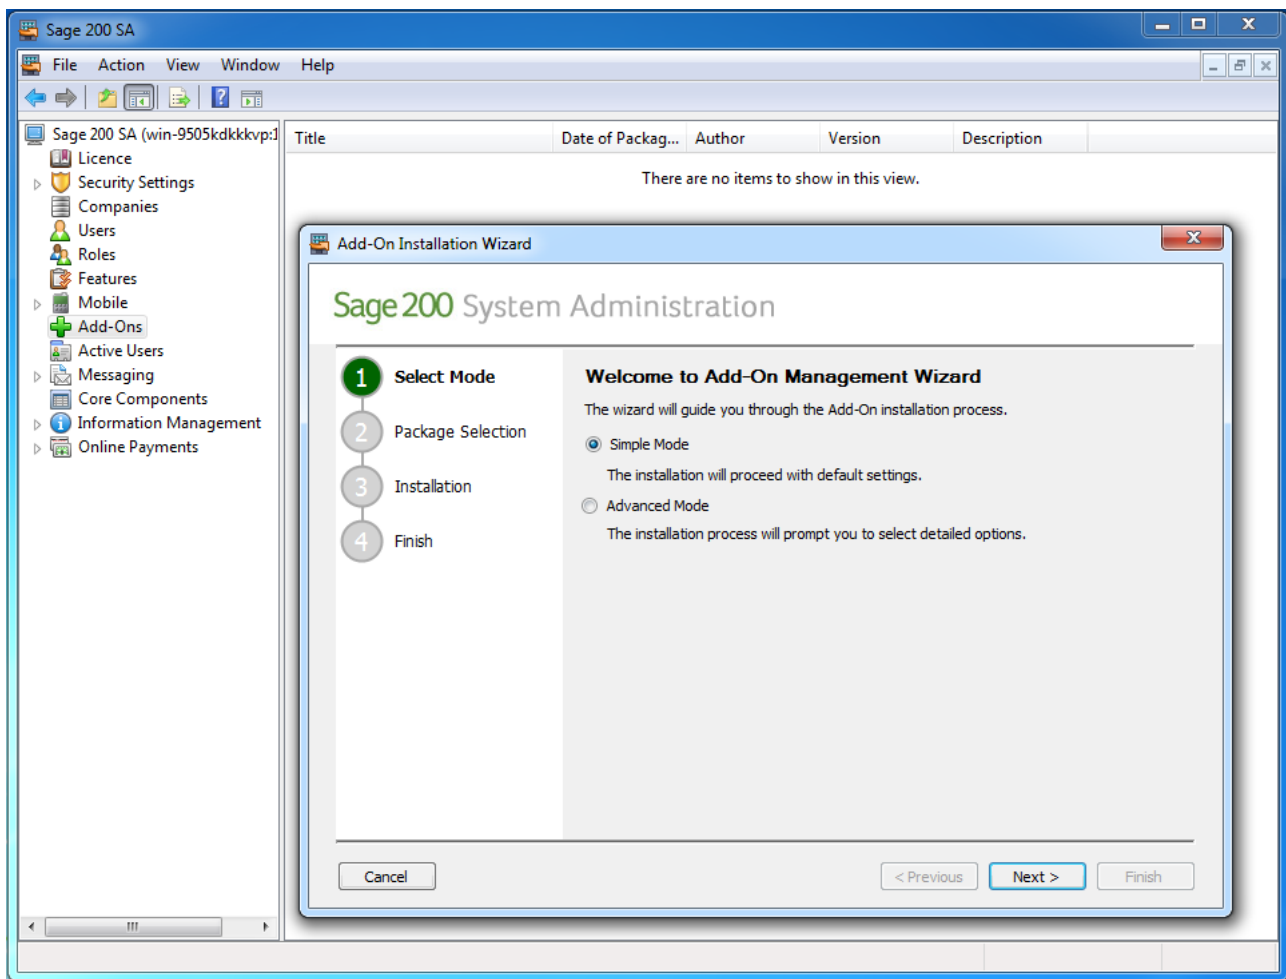 Sage 200 SA
File Action View Window Help
Sage 200 SA (win-9505kdkkkvp:1
Licence
Security Settings
Companies
Users
Roles
Features
Mobile
Add-Ons
Active Users
Messaging
Core Components
Information Management
Online Payments
Title Date of Packag... Author Version Description
There are no items to show in this view.
Add-On Installation Wizard
Sage 200 System Administration
1 Select Mode
2 Package Selection
3 Installation
4 Finish
Welcome to Add-On Management Wizard
The wizard will guide you through the Add-On installation process.
Simple Mode
The installation will proceed with default settings.
Advanced Mode
The installation process will prompt you to select detailed options.
Cancel < Previous Next > Finish